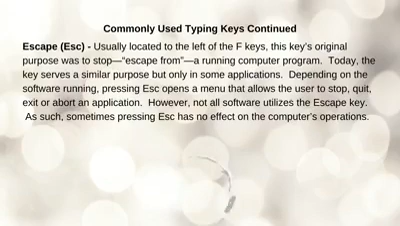 Commonly Used Typing Keys Continued
Escape (Esc) - Usually located to the left of the F keys, this key's original
purpose was to stop—“escape from”—a running computer program.  Today, the
key serves a similar purpose but only in some applications.  Depending on the
software running, pressing Esc opens a menu that allows the user to stop, quit,
exit or abort an application.  However, not all software utilizes the Escape key.
As such, sometimes pressing Esc has no effect on the computer's operations.